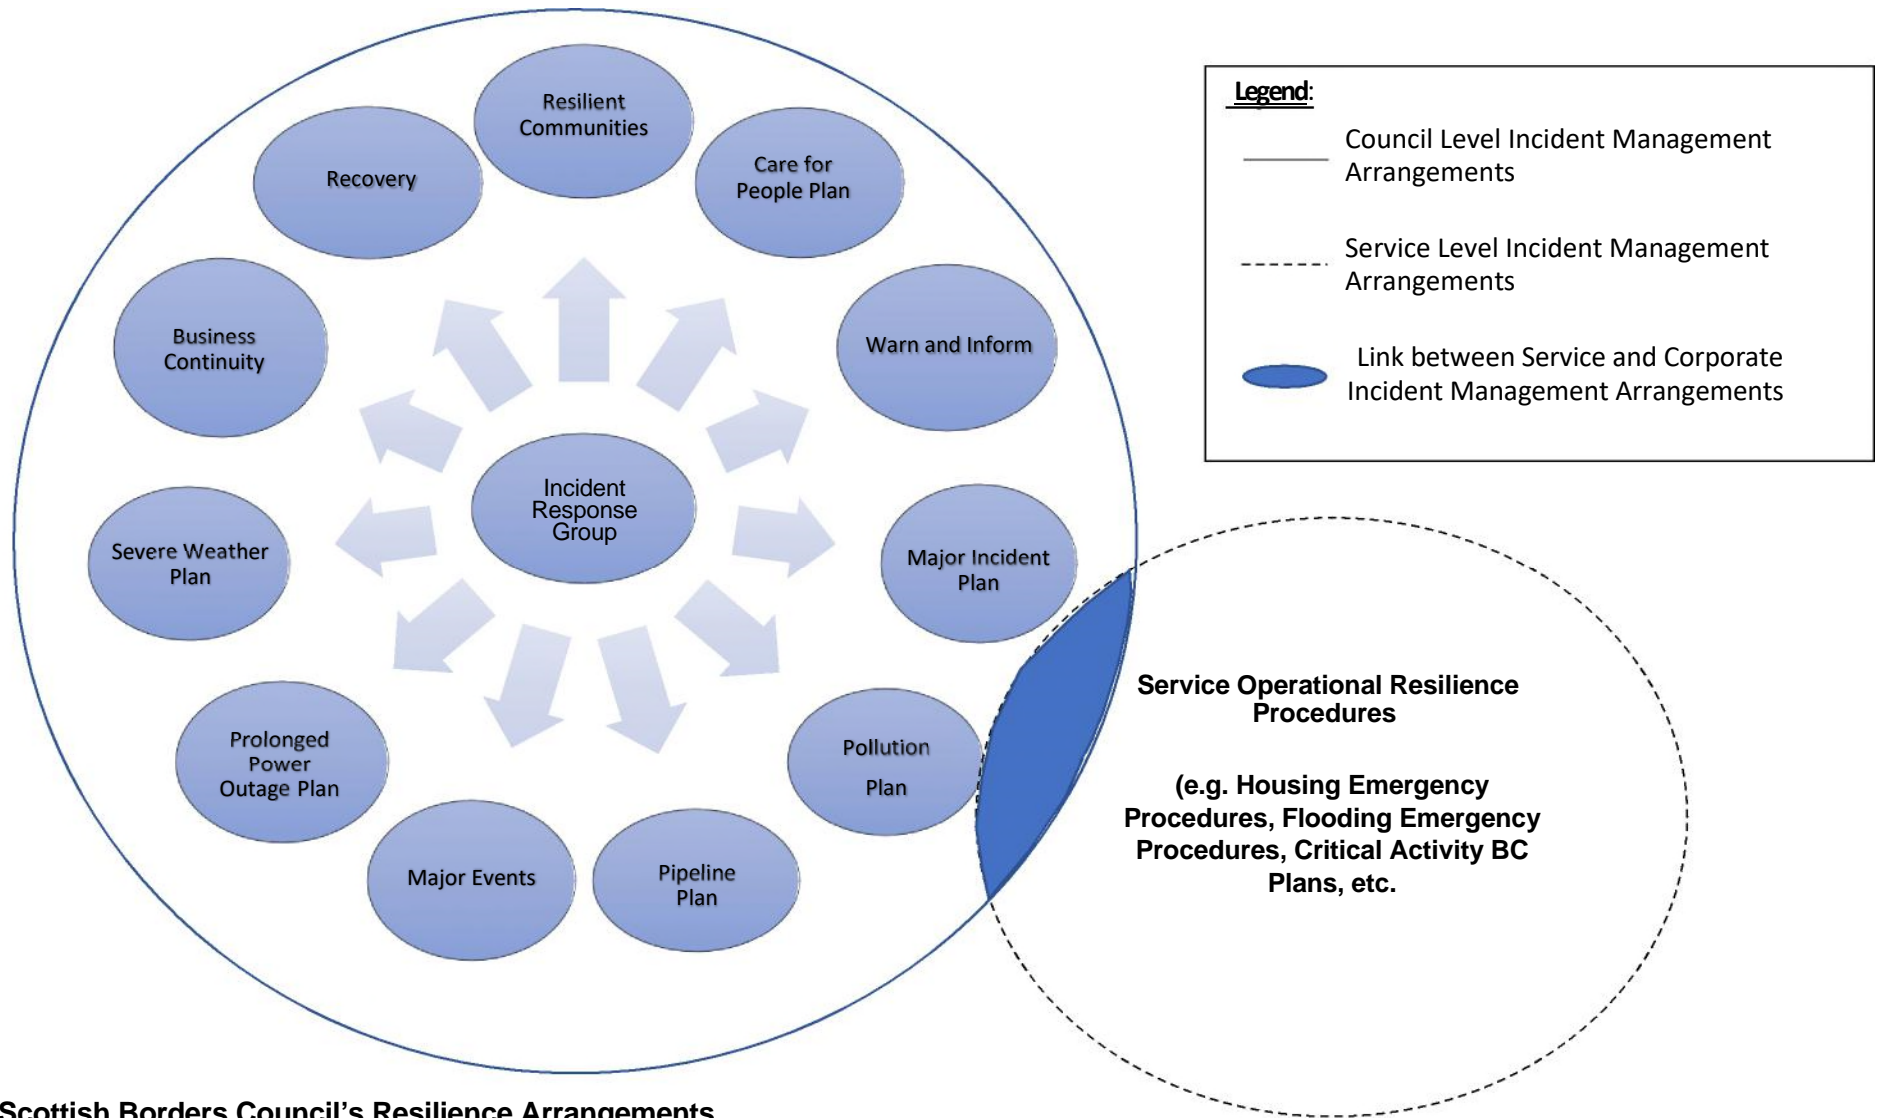 Resilient
Communities
Recovery
Care for
People Plan
Business
Continuity
Warn and Inform
Incident
Response
Group
Severe Weather
Plan
Major Incident
Plan
Prolonged
Power
Outage Plan
Pollution
Plan
Major Events
Pipeline
Plan
Legend:
Council Level Incident Management
Arrangements
Service Level Incident Management
Arrangements
Link between Service and Corporate
Incident Management Arrangements
Service Operational Resilience
Procedures
(e.g. Housing Emergency
Procedures, Flooding Emergency
Procedures, Critical Activity BC
Plans, etc.
Scottish Borders Council’s Resilience Arrangements